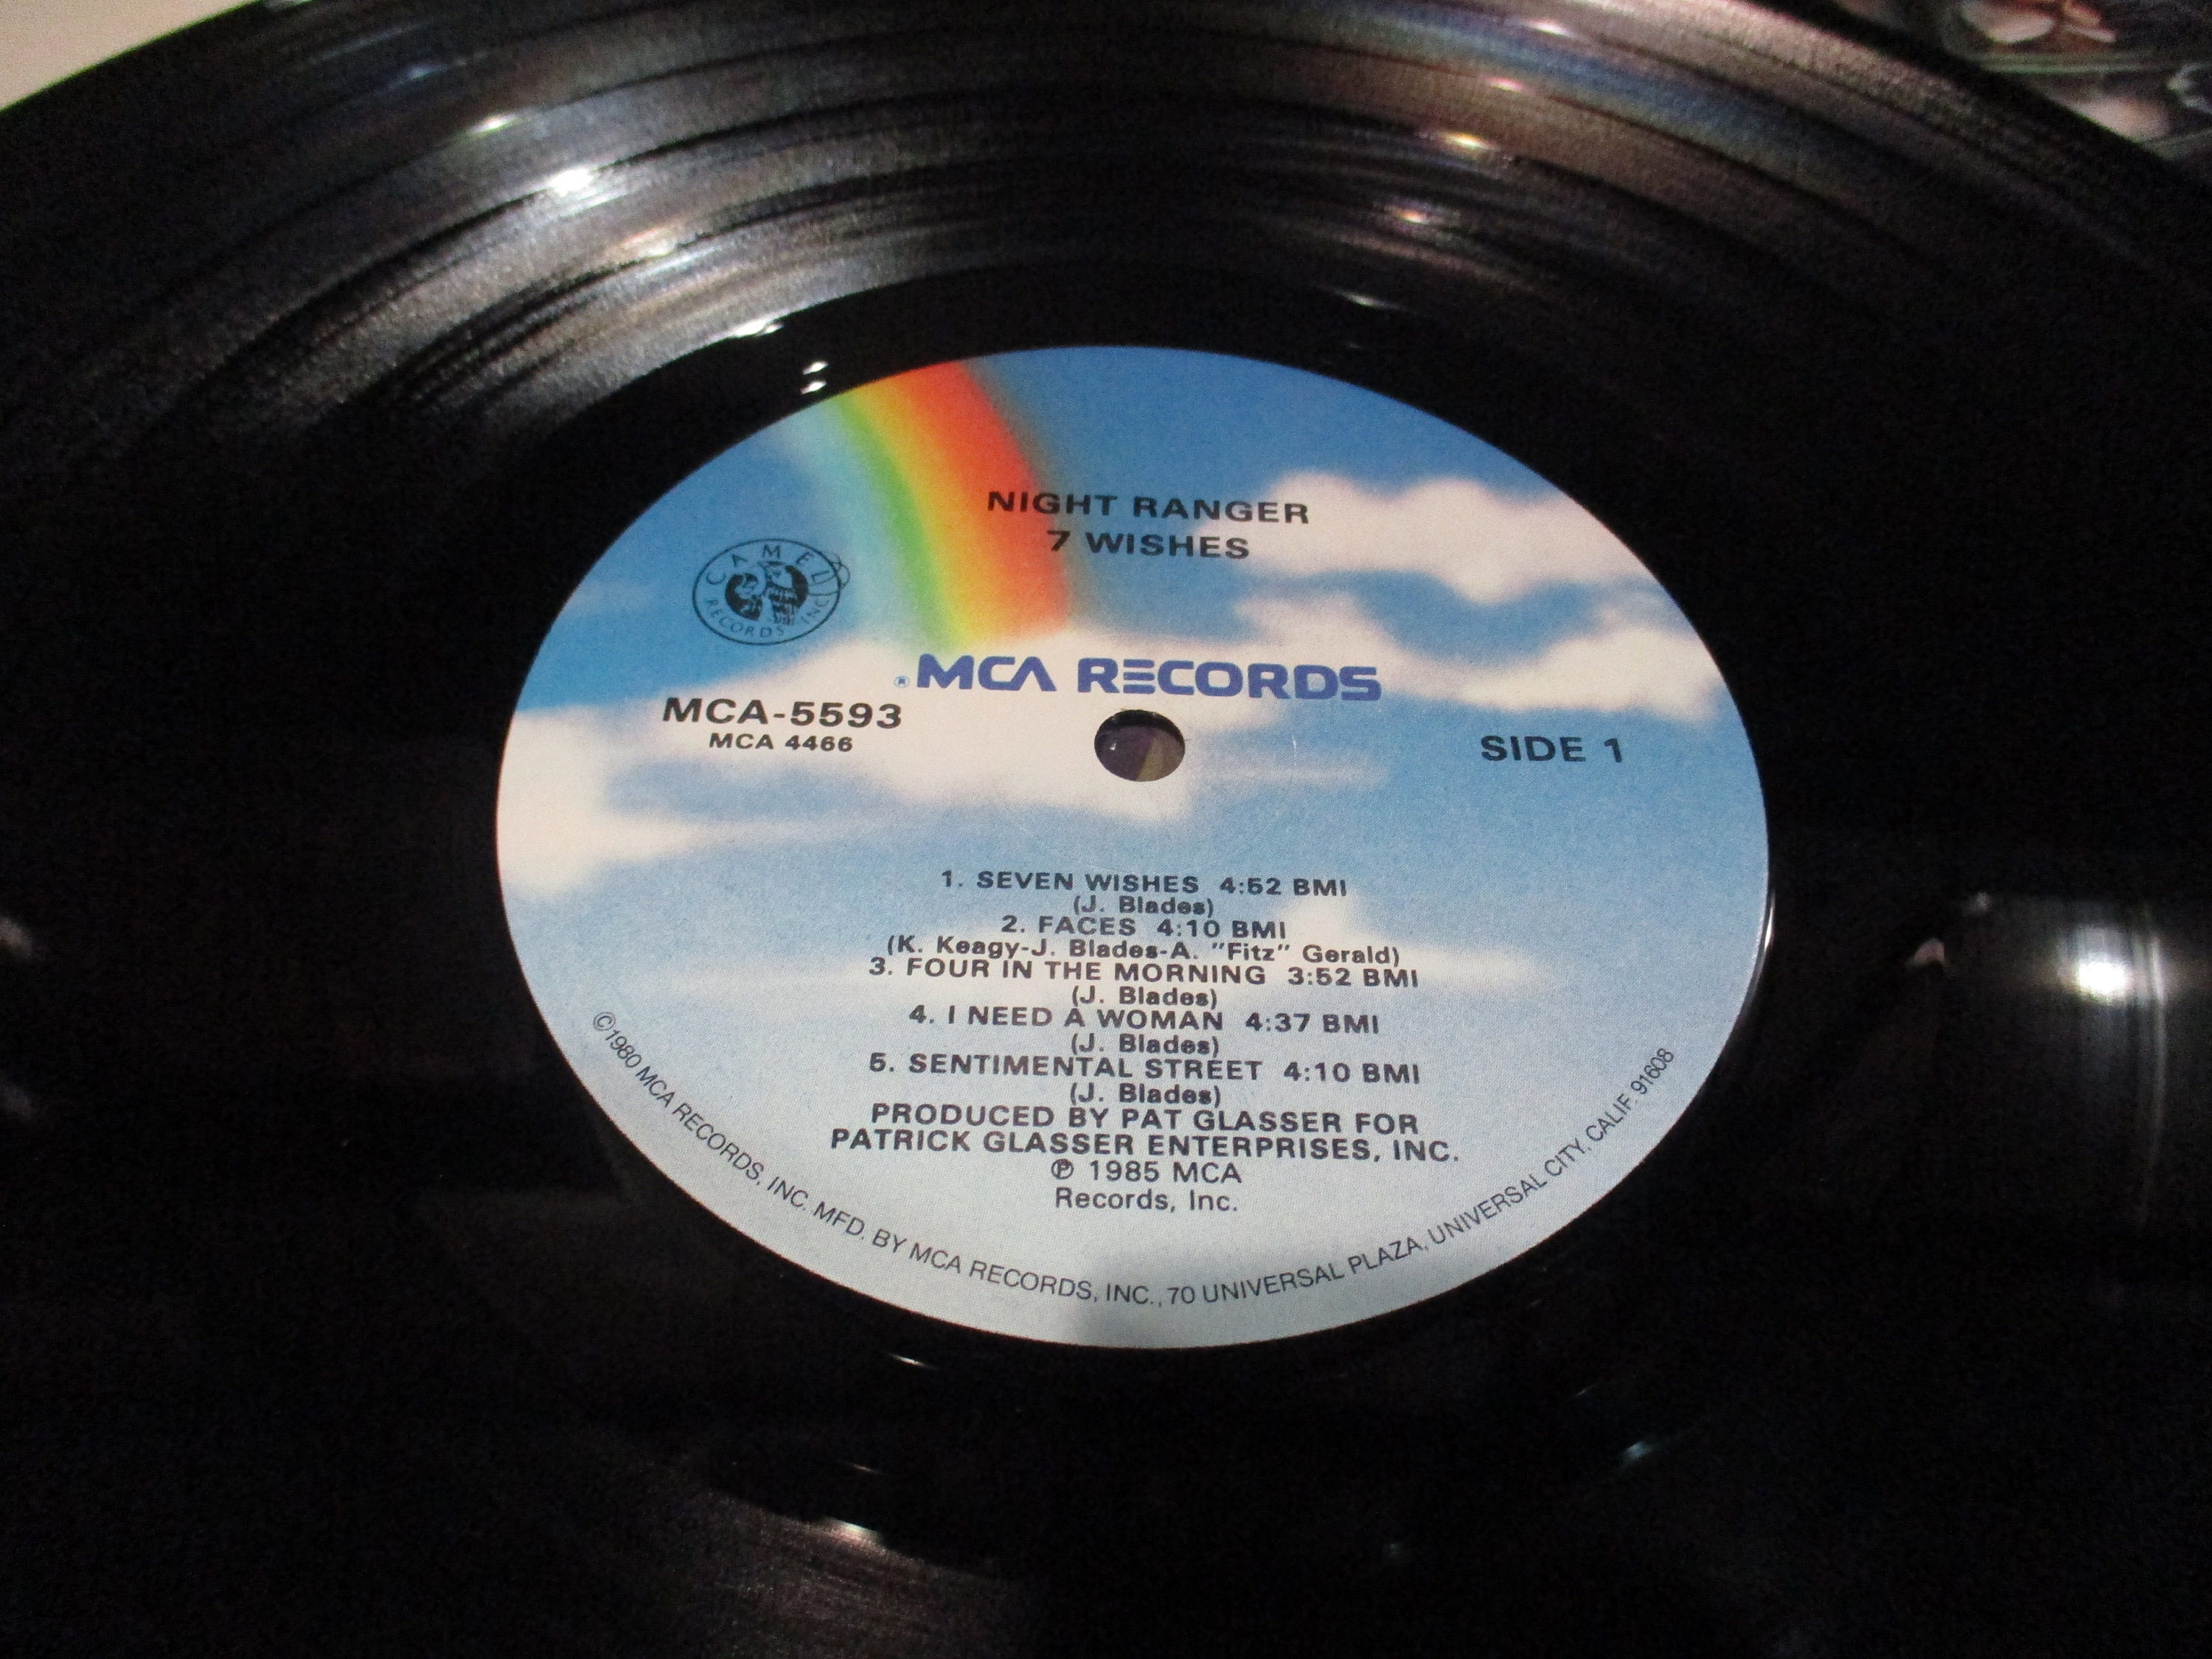 NIGHT RANGER
7 WISHES
CAMEL
RECORDS INC.
® MCA RECORDS
MCA-5593
MCA 4466
SIDE 1
1. SEVEN WISHES 4:52 BMI
(J. Blades)
2. FACES 4:10 BMI
(K. Keagy-J. Blades-A. "Fitz" Gerald)
3. FOUR IN THE MORNING 3:52 BMI
(J. Blades)
4. I NEED A WOMAN 4:37 BMI
(J. Blades)
5. SENTIMENTAL STREET 4:10 BMI
(J. Blades)
PRODUCED BY PAT GLASSER FOR
PATRICK GLASSER ENTERPRISES, INC.
℗ 1985 MCA
Records, Inc.
©1980 MCA RECORDS, INC. MFD. BY MCA RECORDS, INC., 70 UNIVERSAL PLAZA, UNIVERSAL CITY, CALIF. 91608